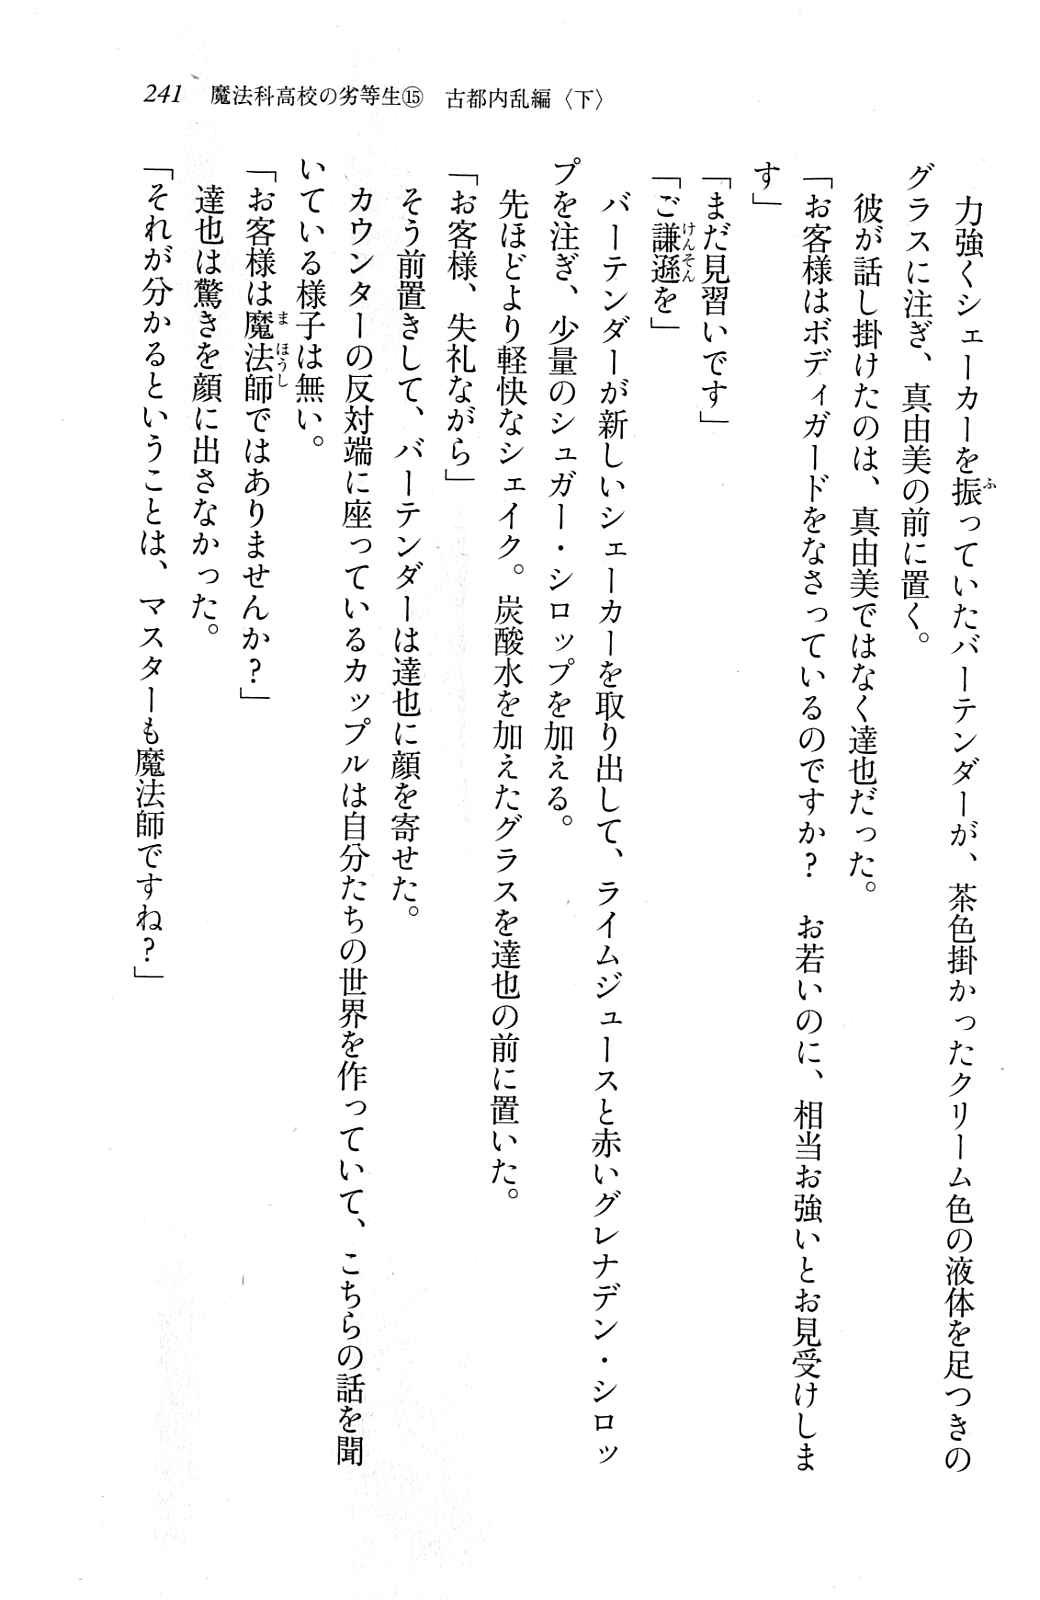 241　魔法科高校の劣等生⑮　古都内乱編〈下〉
　力強くシェーカーを振っていたバーテンダーが、茶色掛かったクリーム色の液体を足つきの
グラスに注ぎ、真由美の前に置く。
　彼が話し掛けたのは、真由美ではなく達也だった。
「お客様はボディガードをなさっているのですか？　お若いのに、相当お強いとお見受けしま
す」
「まだ見習いです」
「ご謙遜を」
　バーテンダーが新しいシェーカーを取り出して、ライムジュースと赤いグレナデン・シロッ
プを注ぎ、少量のシュガー・シロップを加える。
　先ほどより軽快なシェイク。炭酸水を加えたグラスを達也の前に置いた。
「お客様、失礼ながら」
　そう前置きして、バーテンダーは達也に顔を寄せた。
　カウンターの反対端に座っているカップルは自分たちの世界を作っていて、こちらの話を聞
いている様子は無い。
「お客様は魔法師ではありませんか？」
　達也は驚きを顔に出さなかった。
「それが分かるということは、マスターも魔法師ですね？」
ふ
けんそん
まほうし